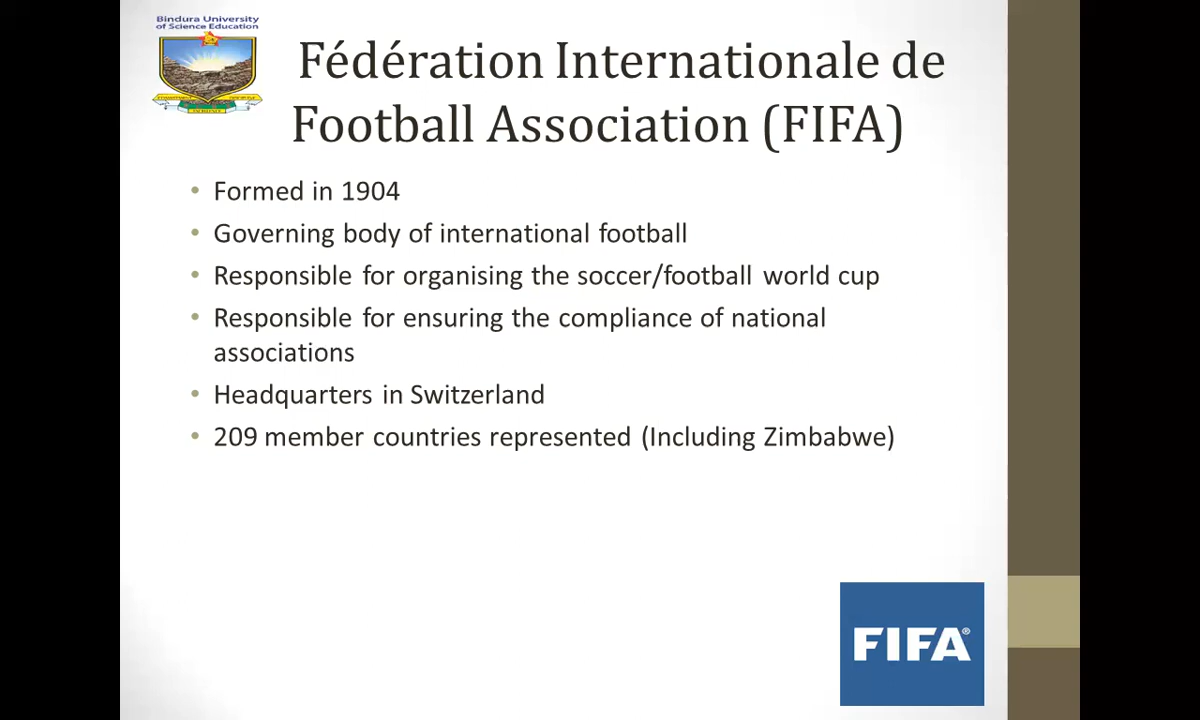 Bindura University
of Science Education
Fédération Internationale de
Football Association (FIFA)
• Formed in 1904
• Governing body of international football
• Responsible for organising the soccer/football world cup
• Responsible for ensuring the compliance of national
associations
• Headquarters in Switzerland
• 209 member countries represented (Including Zimbabwe)
FIFA®